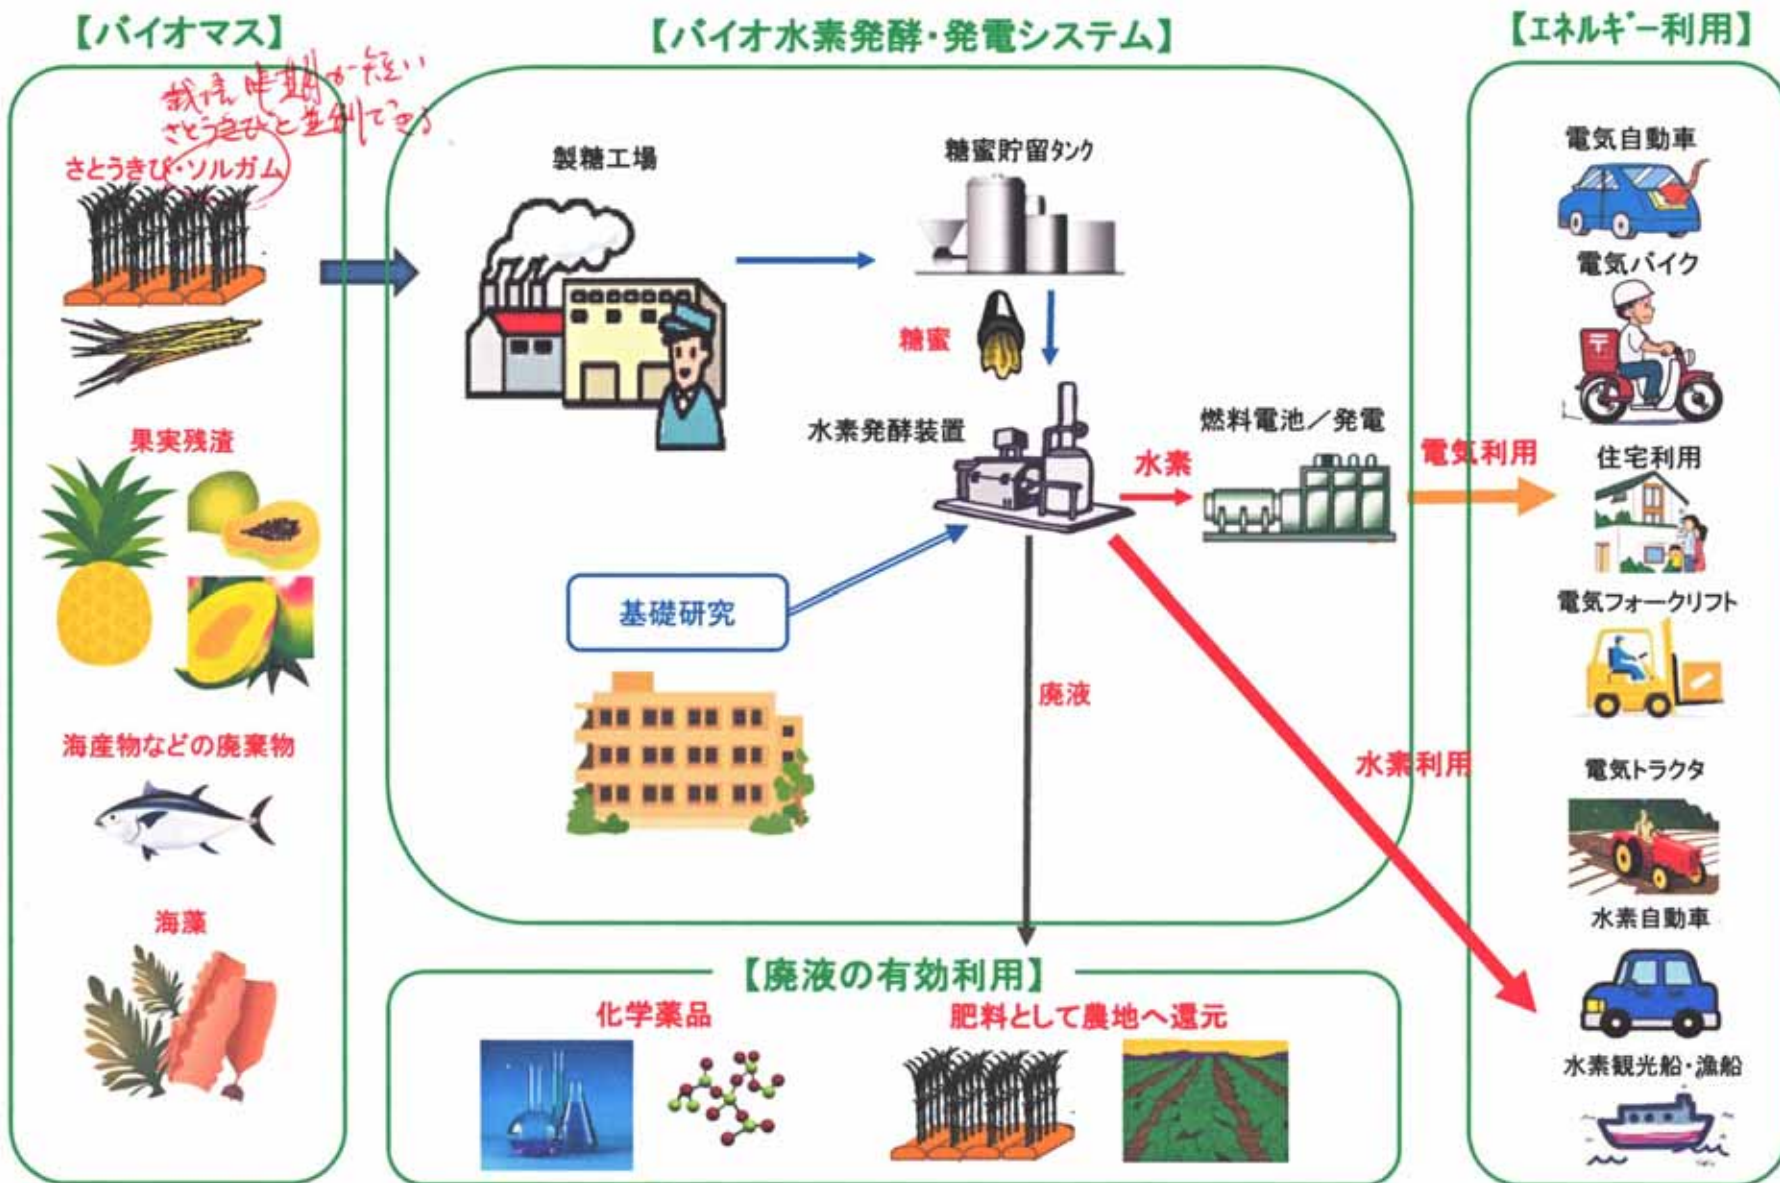 【バイオマス】
栽培時期が短い
さとうきびと並列できる
さとうきび・ソルガム
果実残渣
海産物などの廃棄物
海藻
【バイオ水素発酵・発電システム】
製糖工場
糖蜜貯留タンク
糖蜜
水素発酵装置
水素
燃料電池／発電
基礎研究
廃液
電気利用
水素利用
【廃液の有効利用】
化学薬品
肥料として農地へ還元
【エネルギー利用】
電気自動車
電気バイク
〒
住宅利用
電気フォークリフト
電気トラクタ
水素自動車
水素観光船・漁船